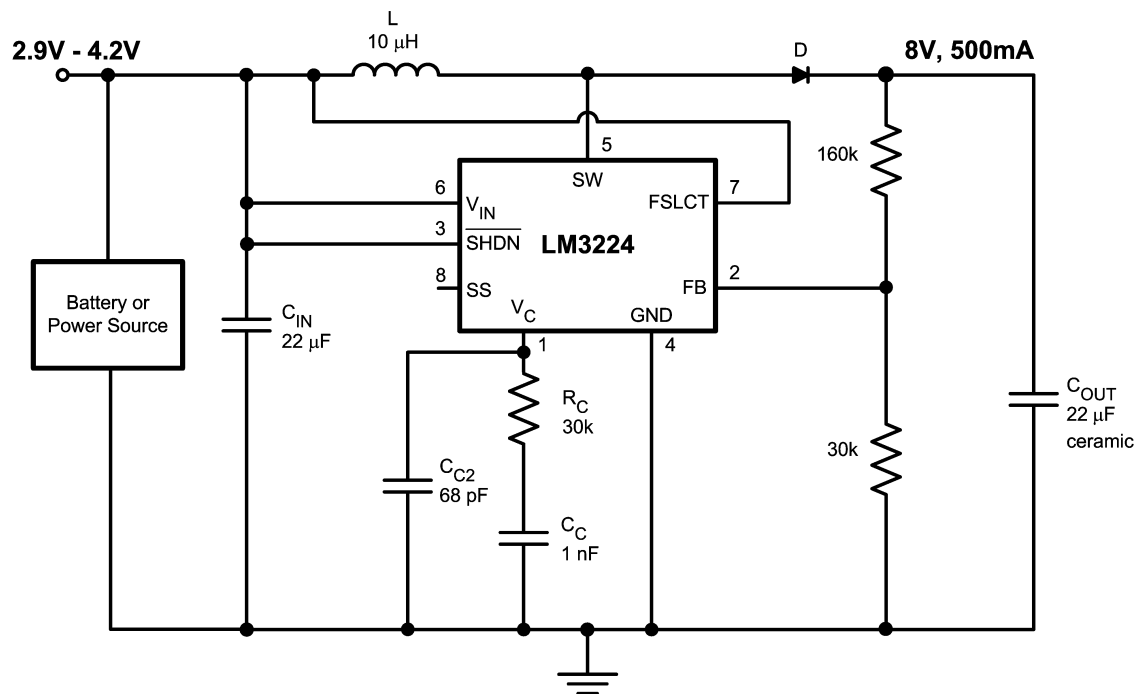 L
10 μH
2.9V - 4.2V
D
8V, 500mA
5
SW
160k
6
V_IN
7
FSLCT
3
SHDN
LM3224
8
SS
2
FB
V_C
GND
1
4
Battery or
Power Source
C_IN
22 μF
R_C
30k
C_OUT
22 μF
ceramic
30k
C_C2
68 pF
C_C
1 nF